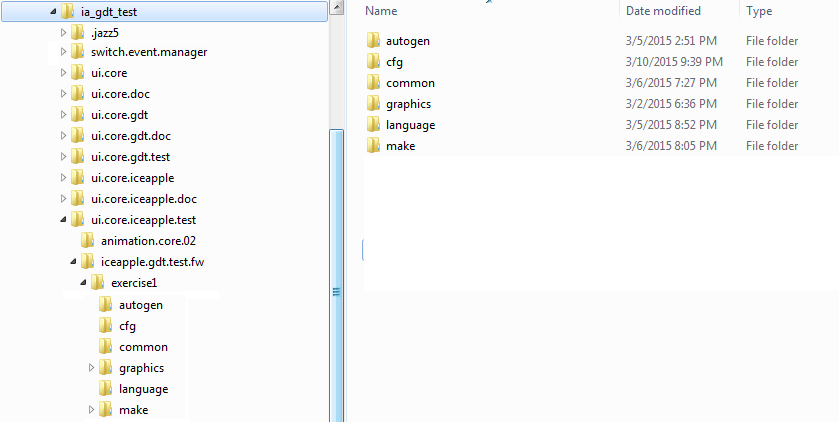 ia_gdt_test
.jazz5
switch.event.manager
ui.core
ui.core.doc
ui.core.gdt
ui.core.gdt.doc
ui.core.gdt.test
ui.core.iceapple
ui.core.iceapple.doc
ui.core.iceapple.test
animation.core.02
iceapple.gdt.test.fw
exercise1
autogen
cfg
common
graphics
language
make
Name Date modified Type
autogen 3/5/2015 2:51 PM File folder
cfg 3/10/2015 9:39 PM File folder
common 3/6/2015 7:27 PM File folder
graphics 3/2/2015 6:36 PM File folder
language 3/5/2015 8:52 PM File folder
make 3/6/2015 8:05 PM File folder